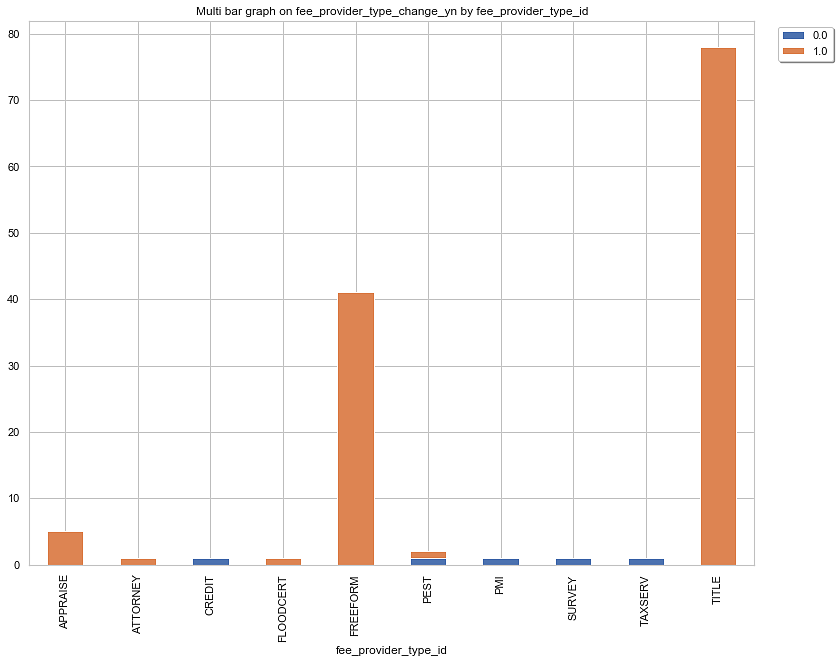 Multi bar graph on fee_provider_type_change_yn by fee_provider_type_id
0.0
1.0
80
70
60
50
40
30
20
10
0
APPRAISE
ATTORNEY
CREDIT
FLOODCERT
FREEFORM
PEST
PMI
SURVEY
TAXSERV
TITLE
fee_provider_type_id